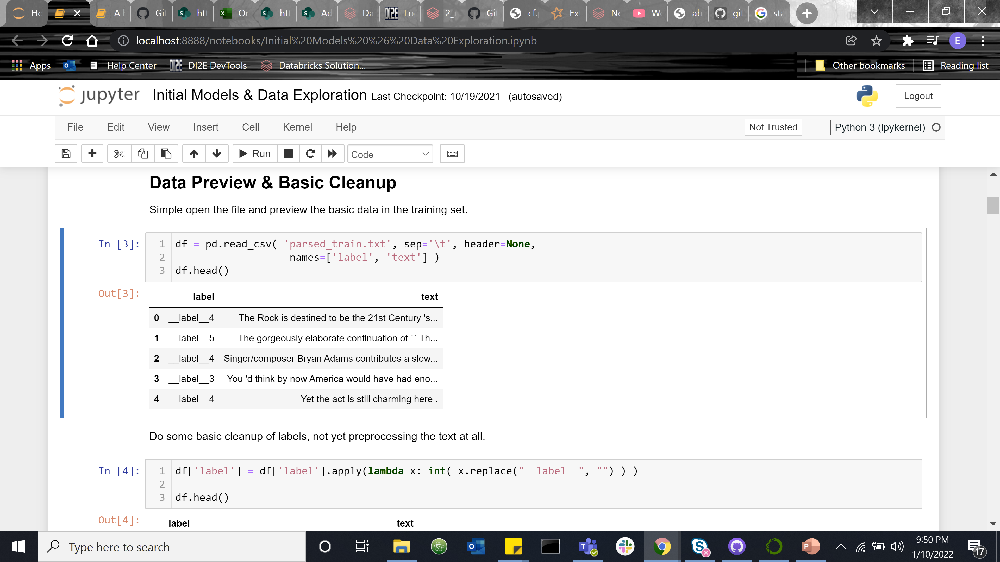 Hc
A
Git
htt
Or
htt
Ad
Da
DI2E
Lo
2_
Git
cf.
Ex
No
W
ab
git
sta
localhost:8888/notebooks/Initial%20Models%20%26%20Data%20Exploration.ipynb
E
Apps
Help Center
DI2E DevTools
Databricks Solution...
Other bookmarks
Reading list
jupyter Initial Models & Data Exploration Last Checkpoint: 10/19/2021 (autosaved)
Logout
File Edit View Insert Cell Kernel Help
Not Trusted
Python 3 (ipykernel)
Run
Code
Data Preview & Basic Cleanup
Simple open the file and preview the basic data in the training set.
In [3]:
1 df = pd.read_csv( 'parsed_train.txt', sep='\t', header=None,
2 names=['label', 'text'] )
3 df.head()
Out[3]:
label text
0 __label__4 The Rock is destined to be the 21st Century 's...
1 __label__5 The gorgeously elaborate continuation of `` Th...
2 __label__4 Singer/composer Bryan Adams contributes a slew...
3 __label__3 You 'd think by now America would have had eno...
4 __label__4 Yet the act is still charming here .
Do some basic cleanup of labels, not yet preprocessing the text at all.
In [4]:
1 df['label'] = df['label'].apply(lambda x: int( x.replace("__label__", "") ) )
2
3 df.head()
Out[4]:
label text
Type here to search
9:50 PM
1/10/2022
17